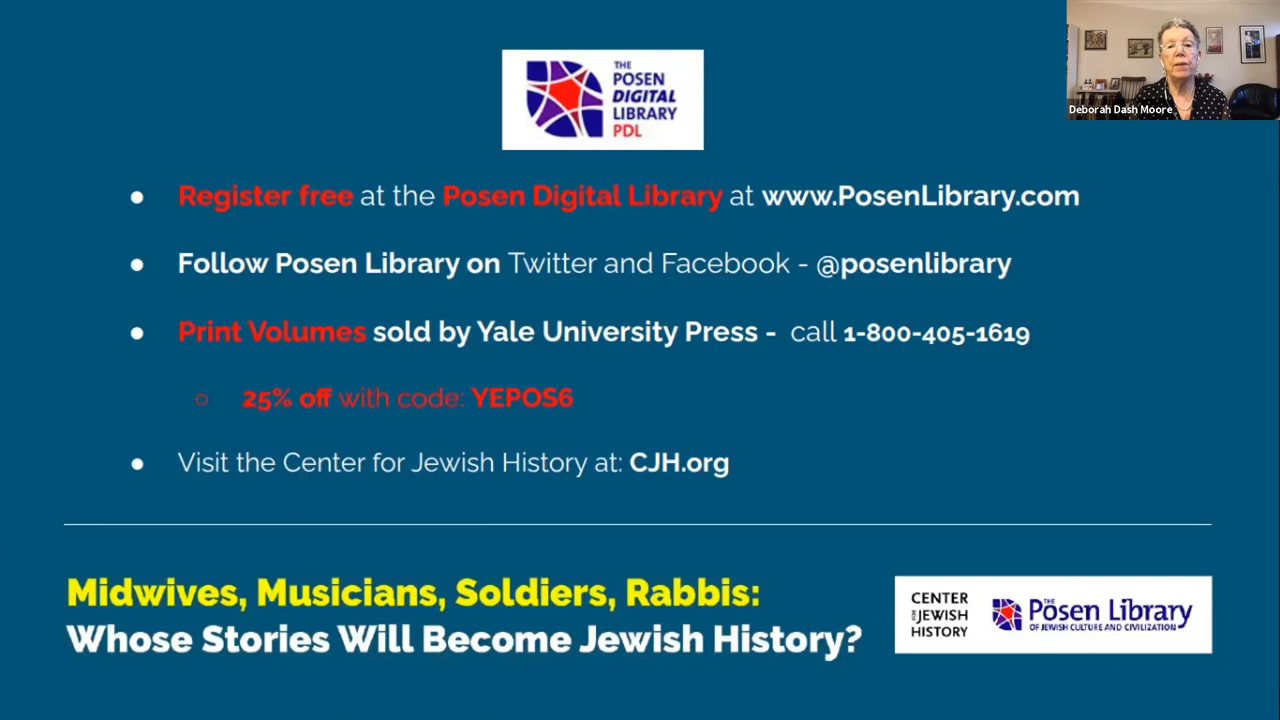 Deborah Dash Moore
THE
POSEN
DIGITAL
LIBRARY
PDL
● Register free at the Posen Digital Library at www.PosenLibrary.com
● Follow Posen Library on Twitter and Facebook - @posenlibrary
● Print Volumes sold by Yale University Press - call 1-800-405-1619
○ 25% off with code: YEPOS6
● Visit the Center for Jewish History at: CJH.org
Midwives, Musicians, Soldiers, Rabbis:
Whose Stories Will Become Jewish History?
CENTER
FOR JEWISH
HISTORY
THE
Posen Library
OF JEWISH CULTURE AND CIVILIZATION